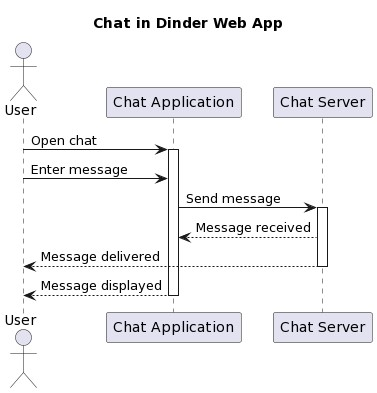 Chat in Dinder Web App
User
Chat Application
Chat Server
Open chat
Enter message
Send message
Message received
Message delivered
Message displayed
User
Chat Application
Chat Server